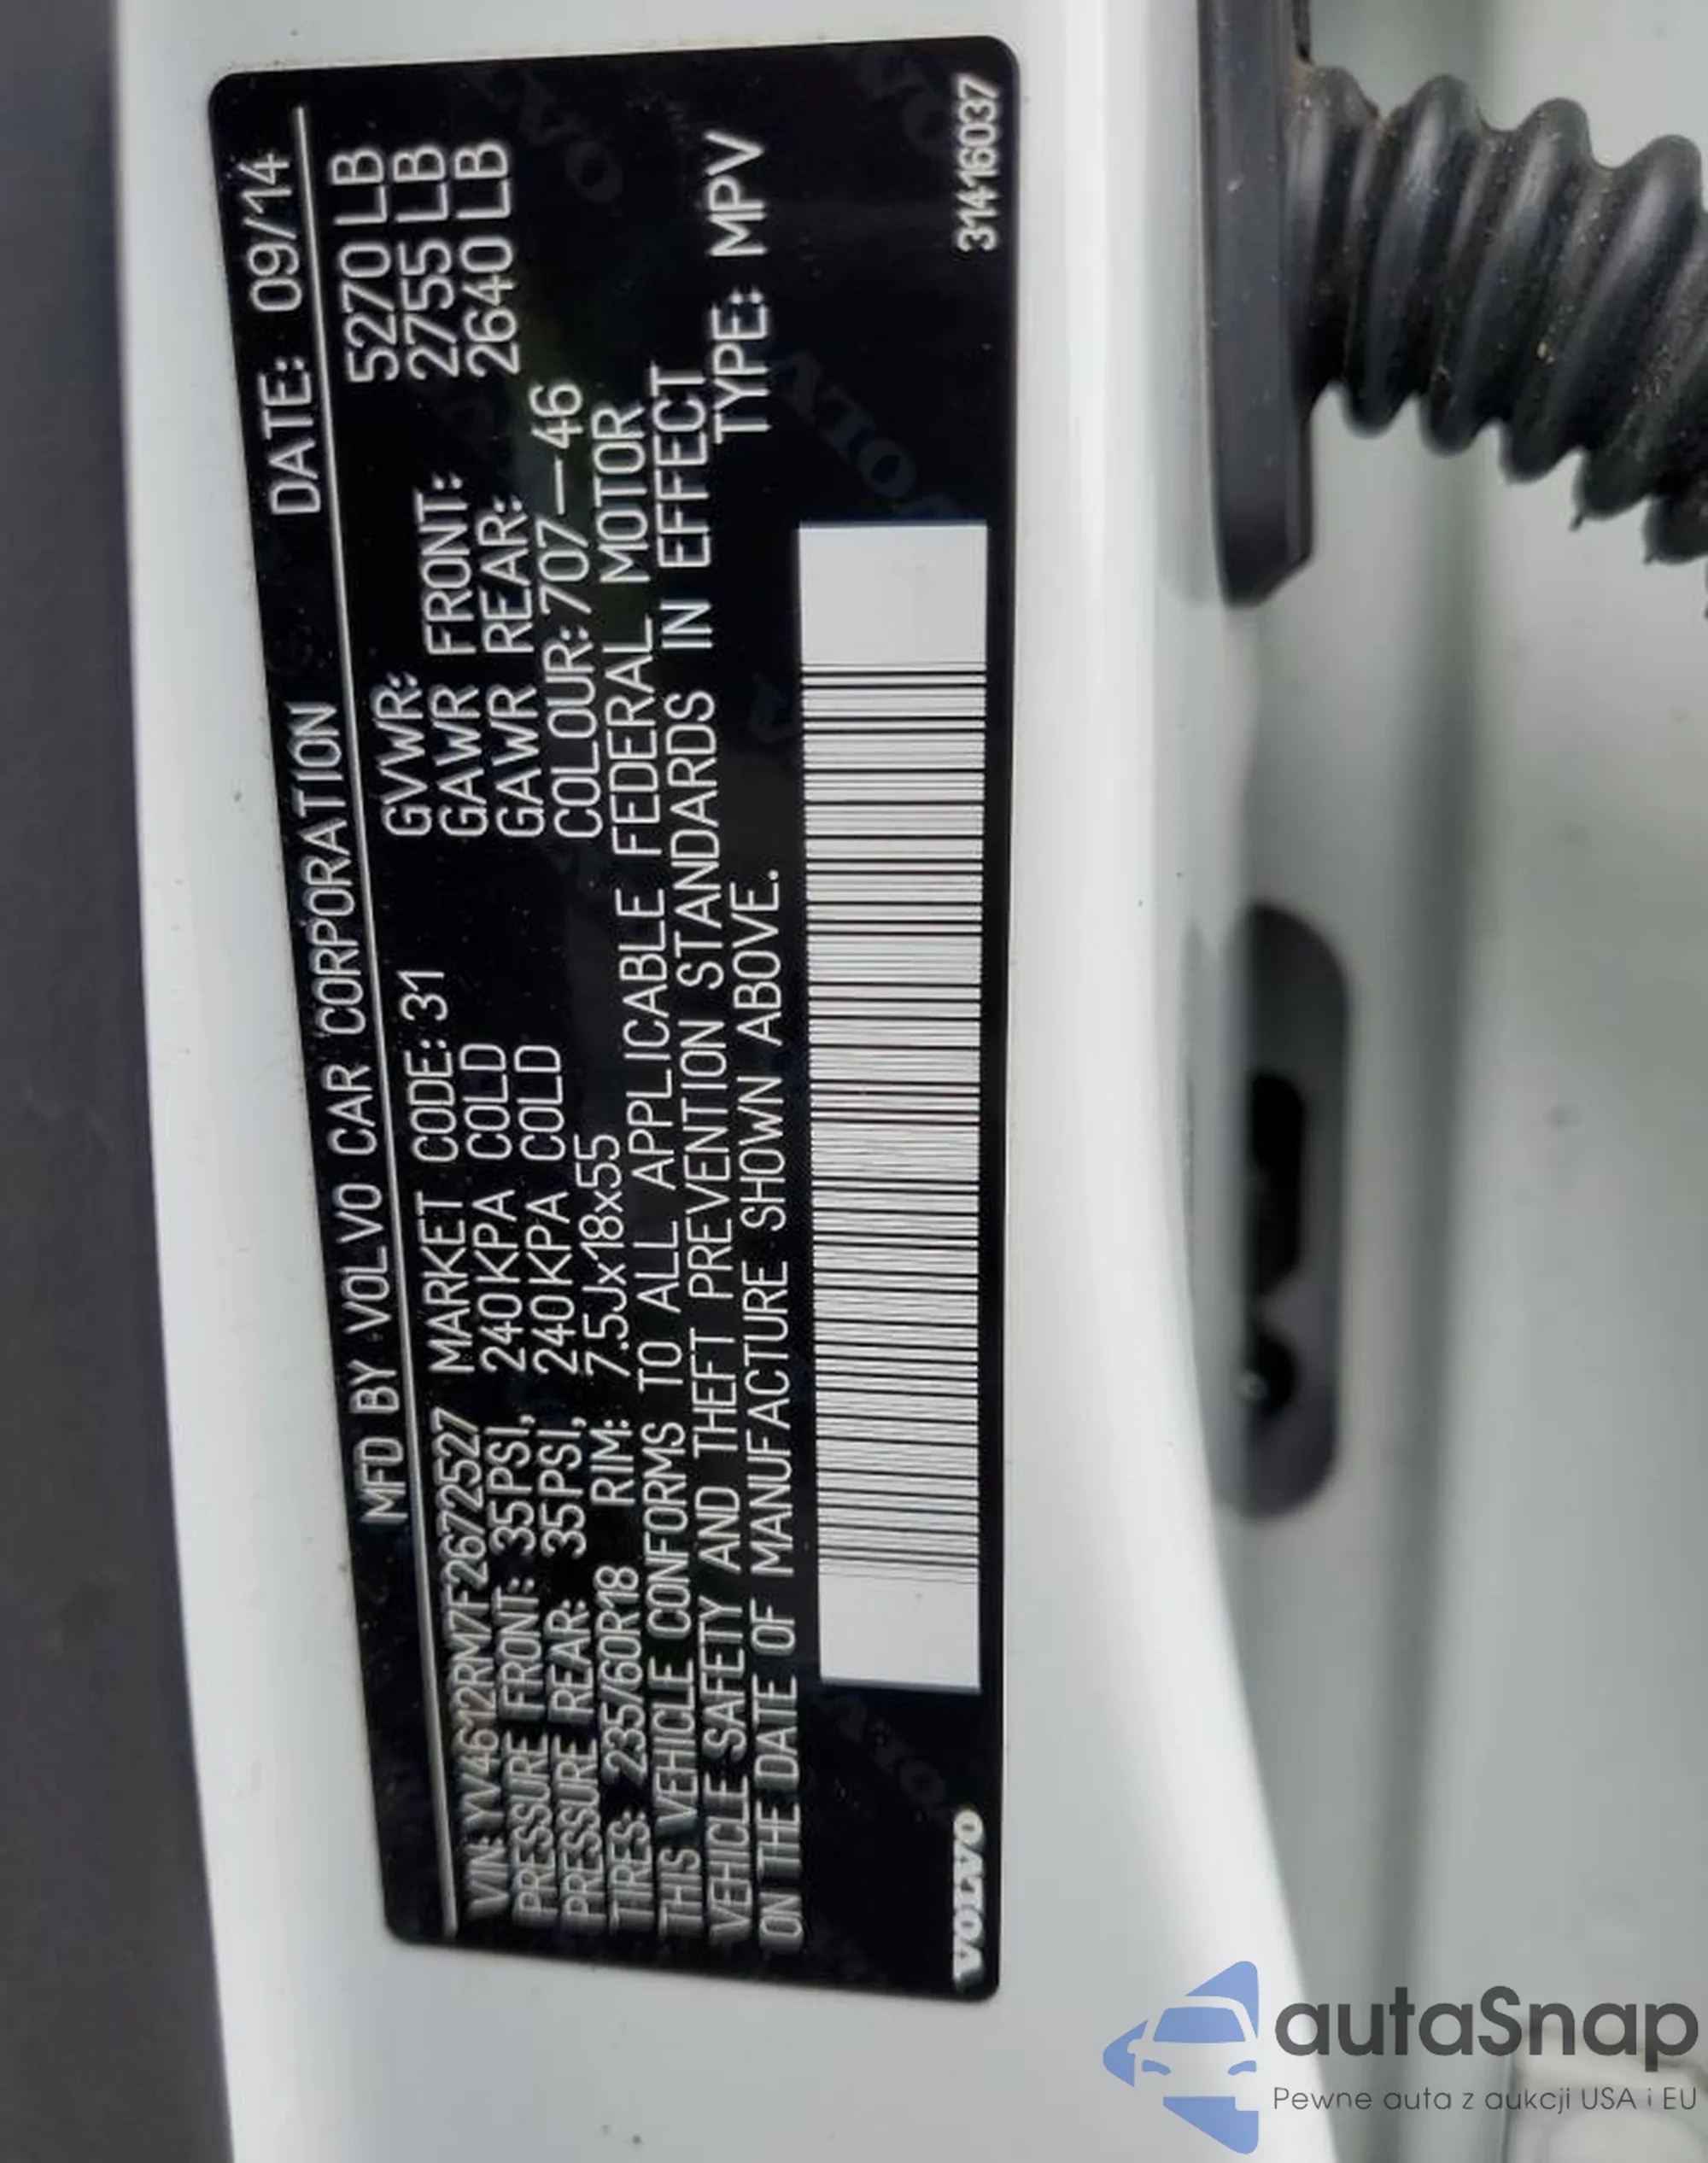 MFD BY VOLVO CAR CORPORATION DATE: 09/14
VIN: YV4612RM7F2672527 MARKET CODE: 31 GVWR: 5270 LB
PRESSURE FRONT: 35PSI, 240KPA COLD GAWR FRONT: 2755 LB
PRESSURE REAR: 35PSI, 240KPA COLD GAWR REAR: 2640 LB
TIRES: 235/60R18 RIM: 7.5Jx18x55 COLOUR: 707-46
THIS VEHICLE CONFORMS TO ALL APPLICABLE FEDERAL MOTOR
VEHICLE SAFETY AND THEFT PREVENTION STANDARDS IN EFFECT
ON THE DATE OF MANUFACTURE SHOWN ABOVE. TYPE: MPV
VOLVO 31416037
autaSnap
Pewne auta z aukcji USA i EU